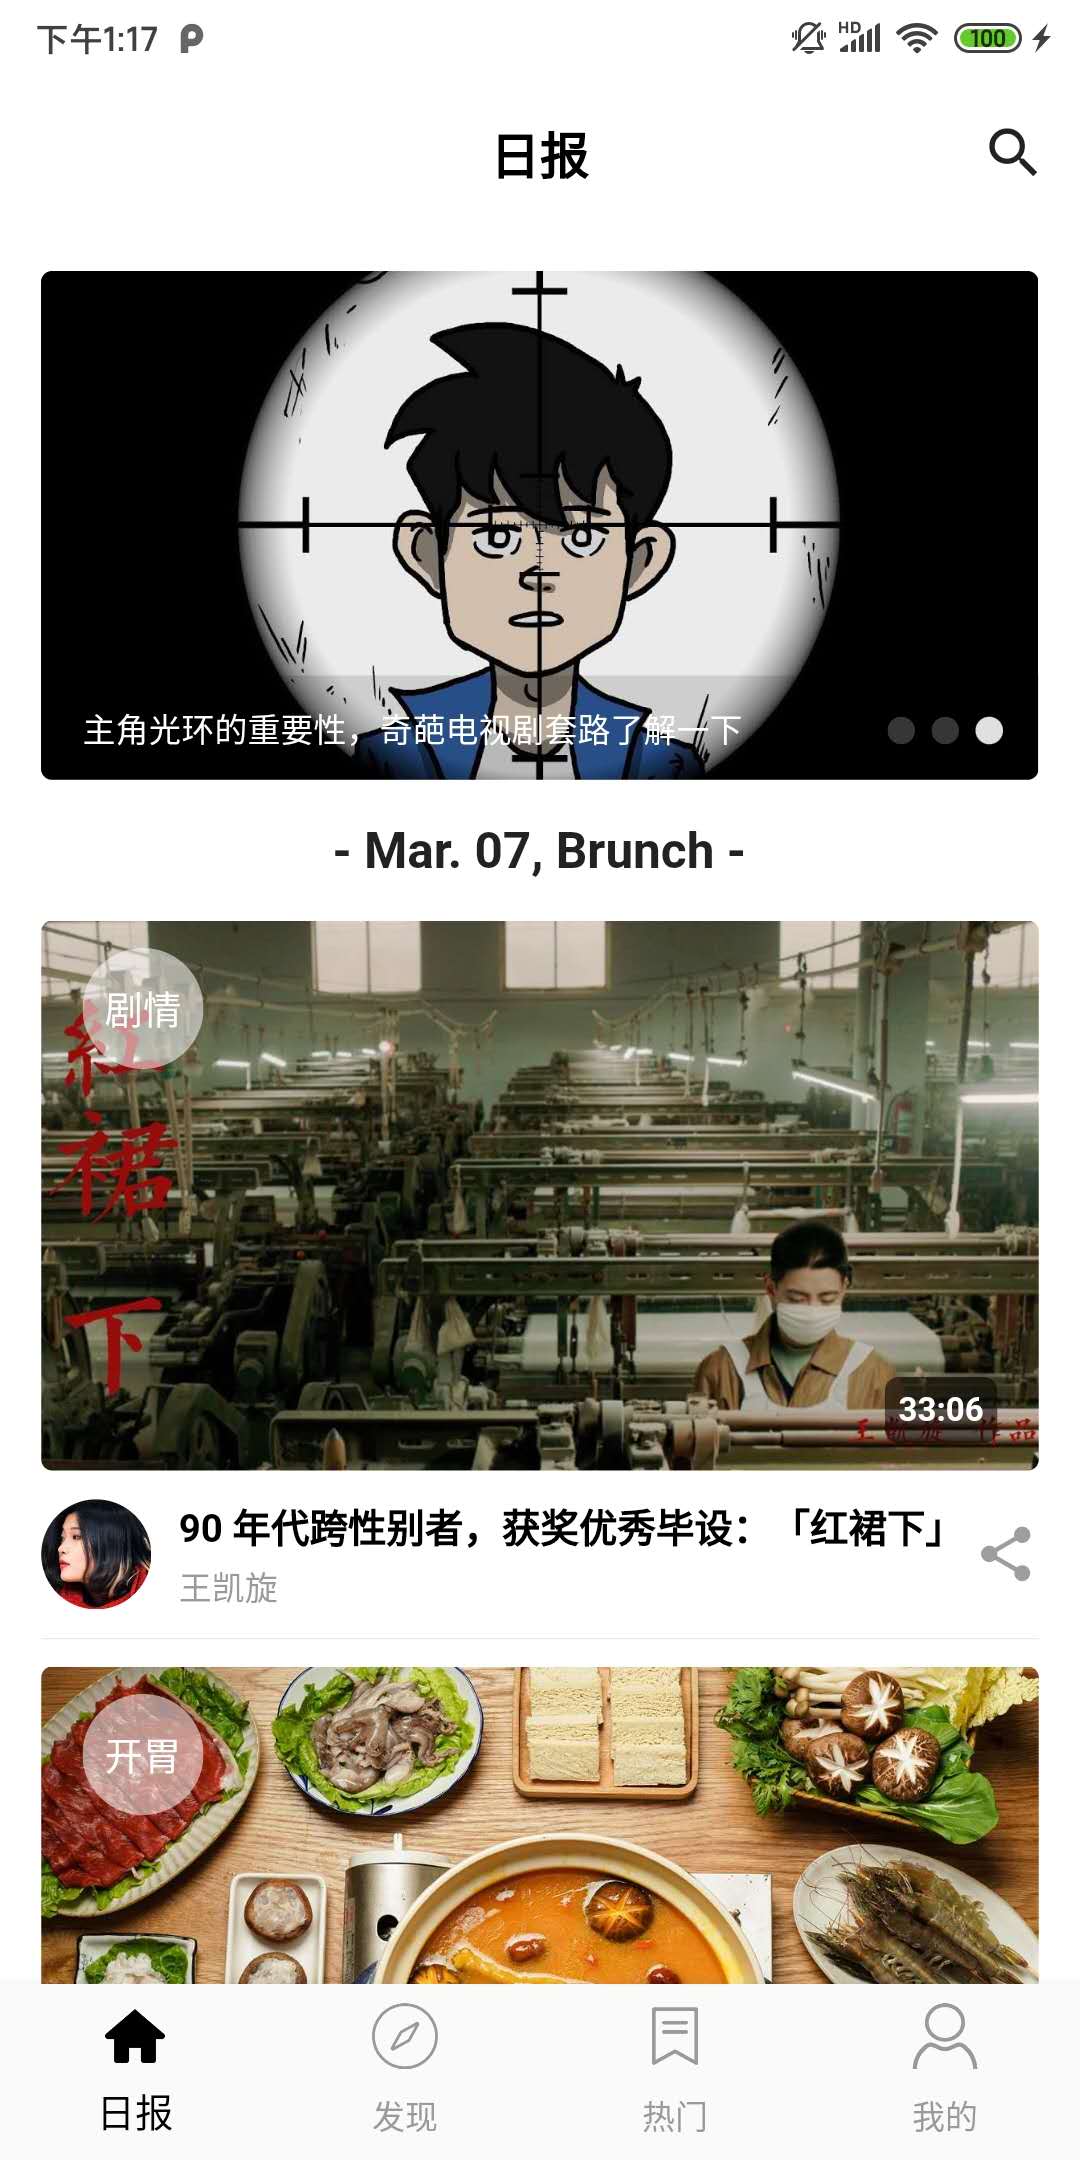 下午1:17
HD
100
日报
主角光环的重要性，奇葩电视剧套路了解一下
- Mar. 07, Brunch -
剧情
紅
裙
下
33:06
王凯旋 作品
90 年代跨性别者，获奖优秀毕设：「红裙下」
王凯旋
开胃
日报
发现
热门
我的